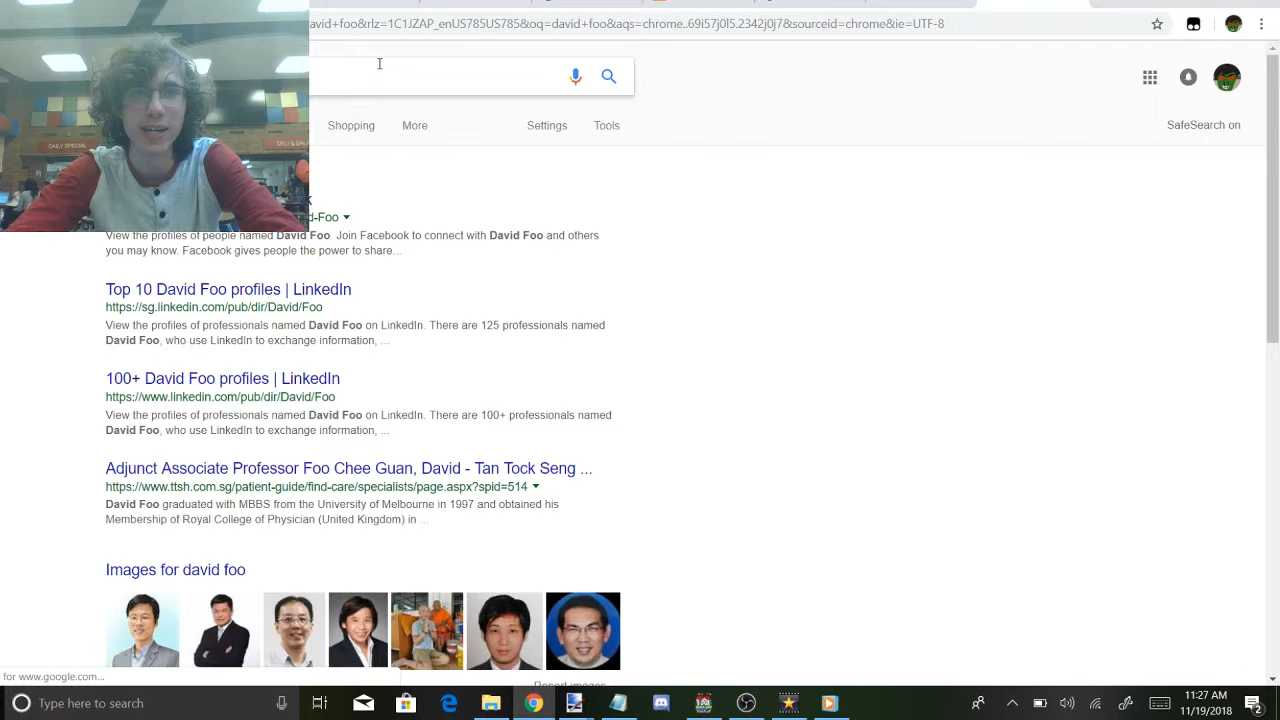 avid+foo&rlz=1C1JZAP_enUS785US785&oq=david+foo&aqs=chrome..69i57j0l5.2342j0j7&sourceid=chrome&ie=UTF-8
Shopping More Settings Tools SafeSearch on
DAILY SPECIAL
d-Foo
View the profiles of people named David Foo. Join Facebook to connect with David Foo and others
you may know. Facebook gives people the power to share...
Top 10 David Foo profiles | LinkedIn
https://sg.linkedin.com/pub/dir/David/Foo
View the profiles of professionals named David Foo on LinkedIn. There are 125 professionals named
David Foo, who use LinkedIn to exchange information, ...
100+ David Foo profiles | LinkedIn
https://www.linkedin.com/pub/dir/David/Foo
View the profiles of professionals named David Foo on LinkedIn. There are 100+ professionals named
David Foo, who use LinkedIn to exchange information, ...
Adjunct Associate Professor Foo Chee Guan, David - Tan Tock Seng ...
https://www.ttsh.com.sg/patient-guide/find-care/specialists/page.aspx?spid=514
David Foo graduated with MBBS from the University of Melbourne in 1997 and obtained his
Membership of Royal College of Physician (United Kingdom) in ...
Images for david foo
for www.google.com...
Report images
Type here to search
11:27 AM
11/19/2018
2